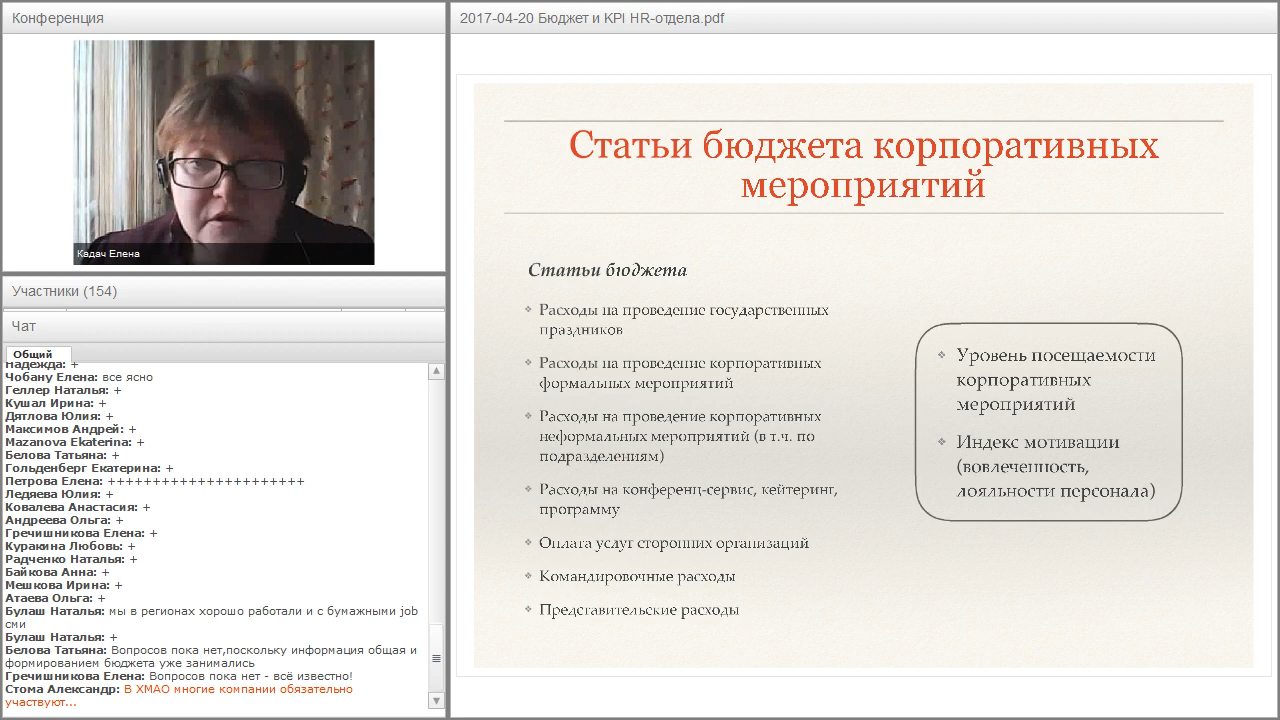 Конференция
Кадач Елена
Участники (154)
Чат
Общий
Надежда: +
Чобану Елена: все ясно
Геллер Наталья: +
Кушал Ирина: +
Дятлова Юлия: +
Максимов Андрей: +
Mazanova Ekaterina: +
Белова Татьяна: +
Гольденберг Екатерина: +
Петрова Елена: ++++++++++++++++++++++
Ледяева Юлия: +
Ковалева Анастасия: +
Андреева Ольга: +
Гречишникова Елена: +
Куракина Любовь: +
Радченко Наталья: +
Байкова Анна: +
Мешкова Ирина: +
Атаева Ольга: +
Булаш Наталья: мы в регионах хорошо работали и с бумажными job
сми
Булаш Наталья: +
Белова Татьяна: Вопросов пока нет,поскольку информация общая и
формированием бюджета уже занимались
Гречишникова Елена: Вопросов пока нет - всё известно!
Стома Александр: В ХМАО многие компании обязательно
участвуют...
2017-04-20 Бюджет и KPI HR-отдела.pdf
Статьи бюджета корпоративных
мероприятий
Статьи бюджета
Расходы на проведение государственных
праздников
Расходы на проведение корпоративных
формальных мероприятий
Расходы на проведение корпоративных
неформальных мероприятий (в т.ч. по
подразделениям)
Расходы на конференц-сервис, кейтеринг,
программу
Оплата услуг сторонних организаций
Командировочные расходы
Представительские расходы
Уровень посещаемости
корпоративных
мероприятий
Индекс мотивации
(вовлеченность,
лояльности персонала)